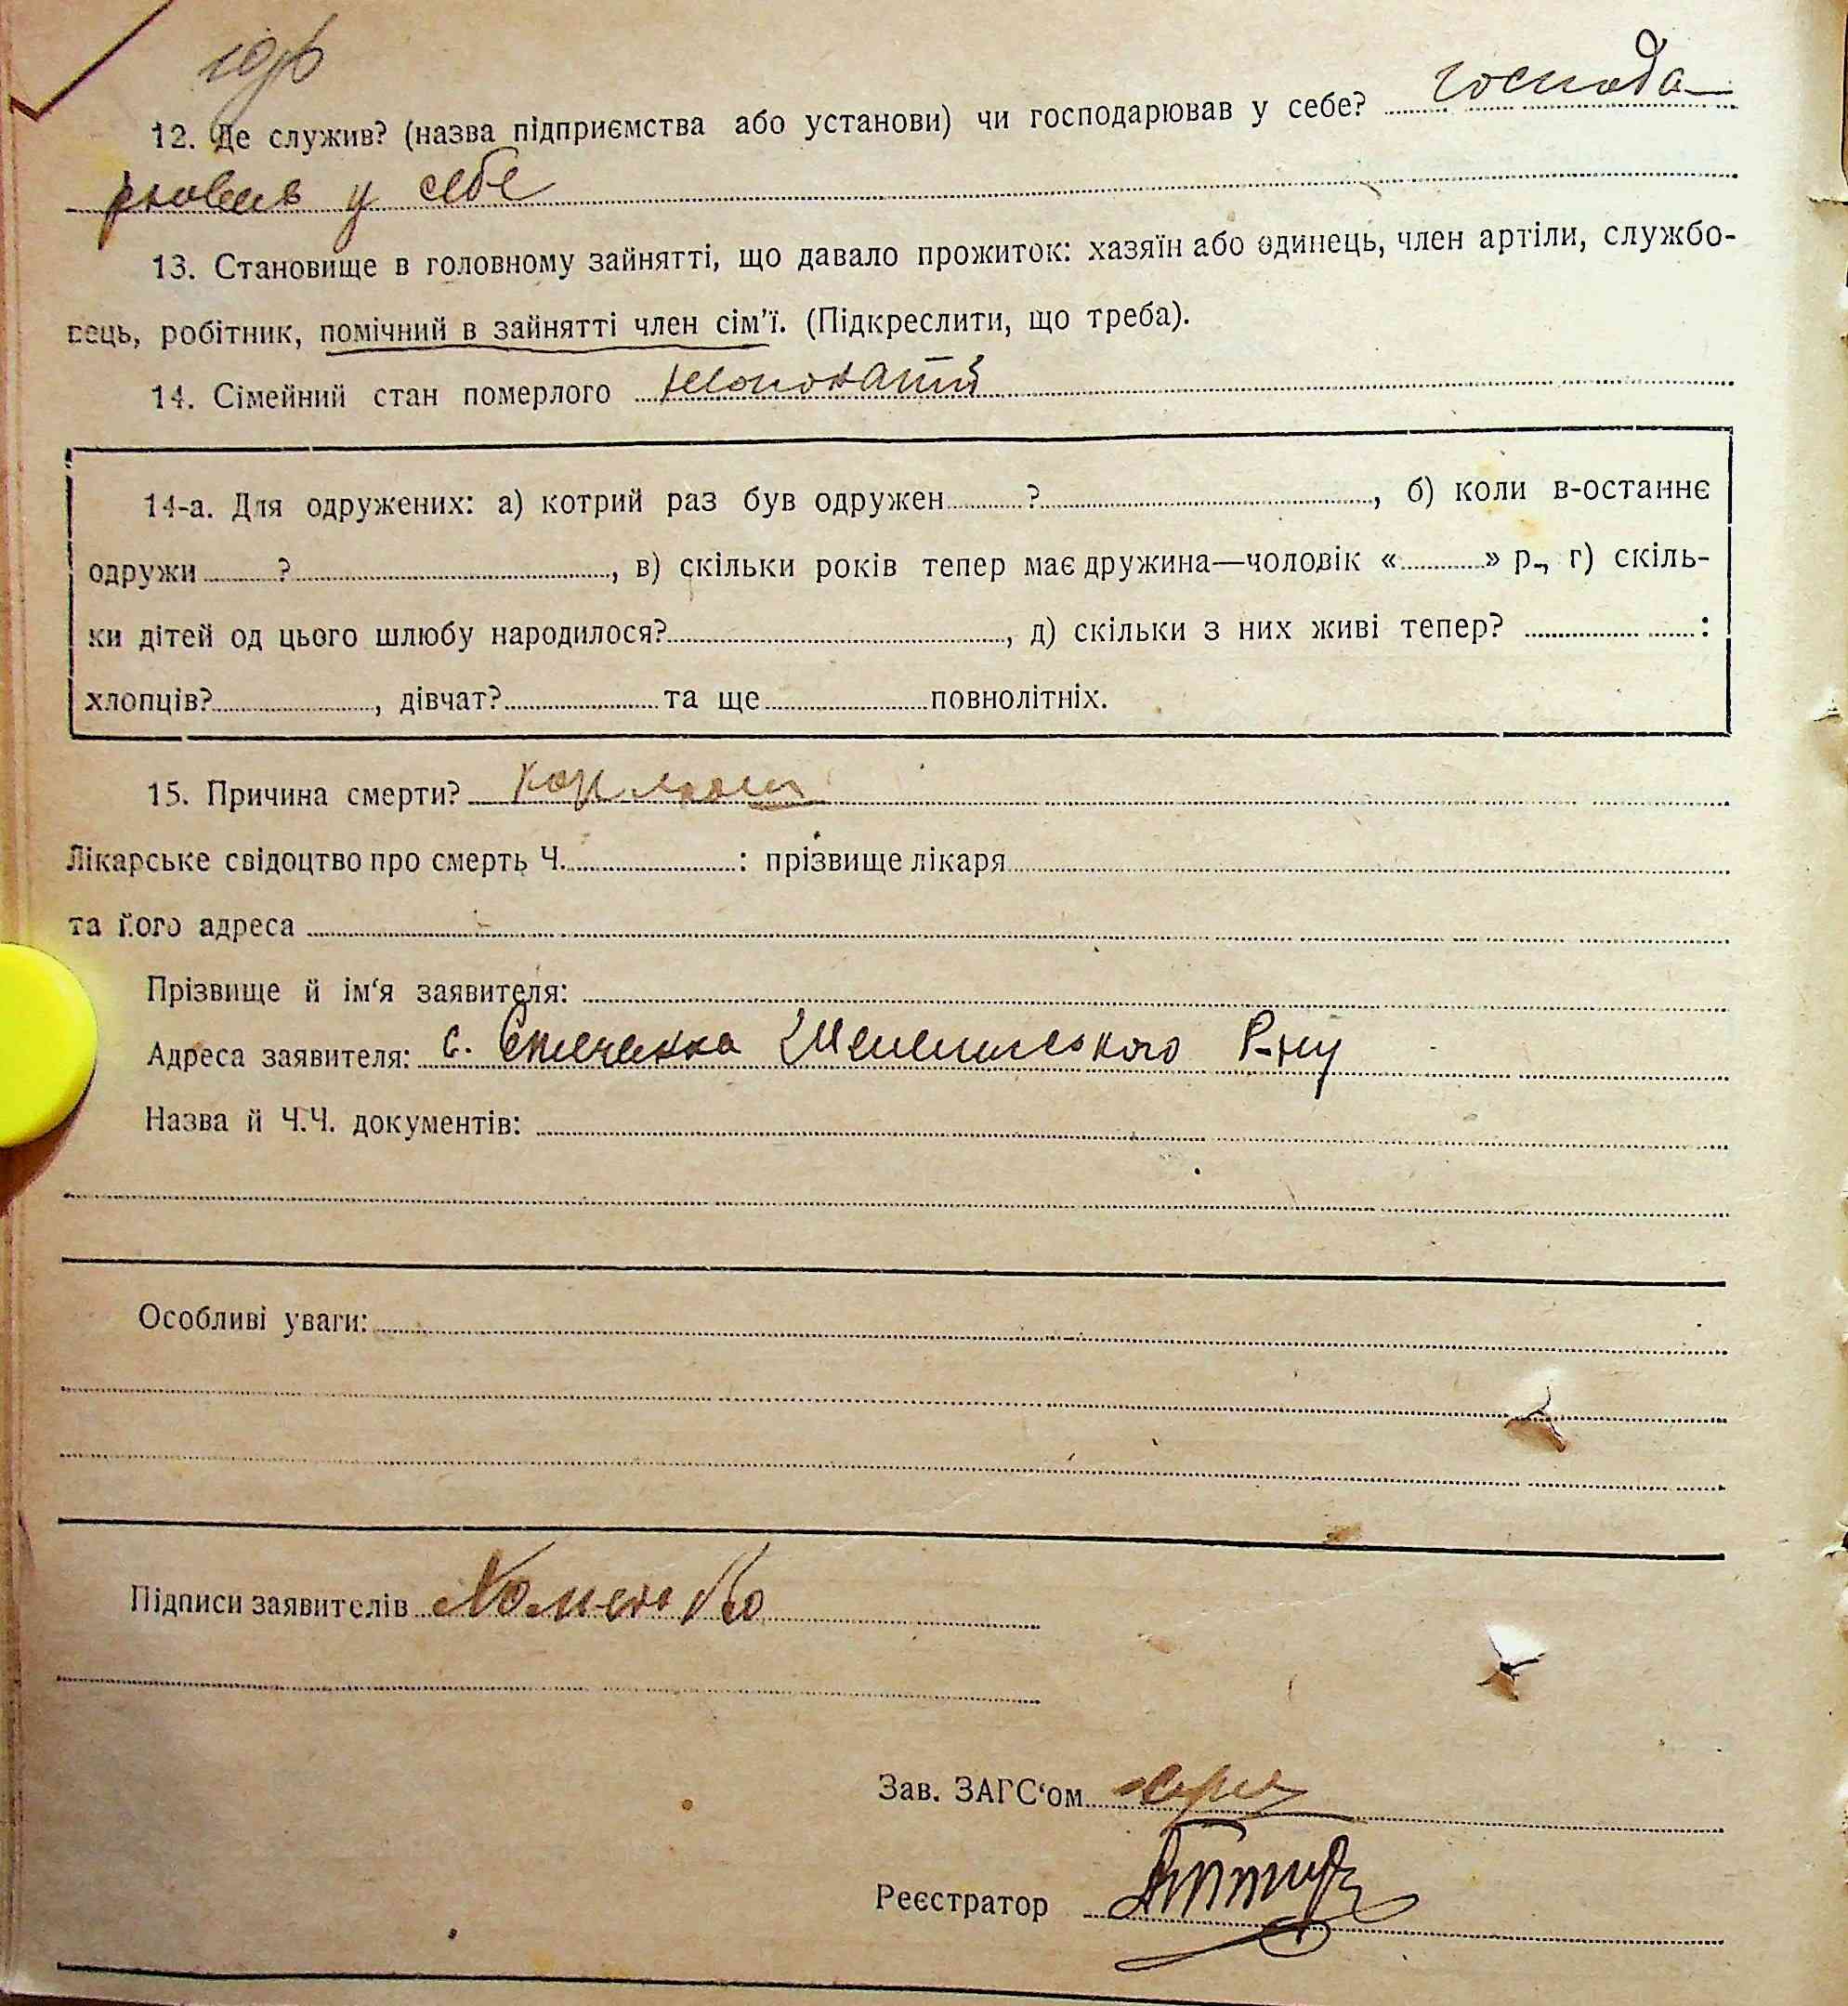 12. Де служив? (назва підприємства або установи) чи господарював у себе? господа
рював у себе
13. Становище в головному зайнятті, що давало прожиток: хазяїн або одинець, член артіли, службо-
вець, робітник, помічний в зайнятті член сім'ї. (Підкреслити, що треба).
14. Сімейний стан померлого
14-а. Для одружених: а) котрий раз був одружен ? , б) коли в-останнє
одружи ? , в) скільки років тепер має дружина—чоловік « » р., г) скіль-
ки дітей од цього шлюбу народилося? , д) скільки з них живі тепер? :
хлопців? , дівчат? та ще повнолітніх.
15. Причина смерти?
Лікарське свідоцтво про смерть Ч. : прізвище лікаря
та його адреса
Прізвище й ім'я заявителя:
Адреса заявителя: с. Р-ну
Назва й Ч.Ч. документів:
Особливі уваги:
Підписи заявителів Хоменко
Зав. ЗАГС'ом
Реєстратор